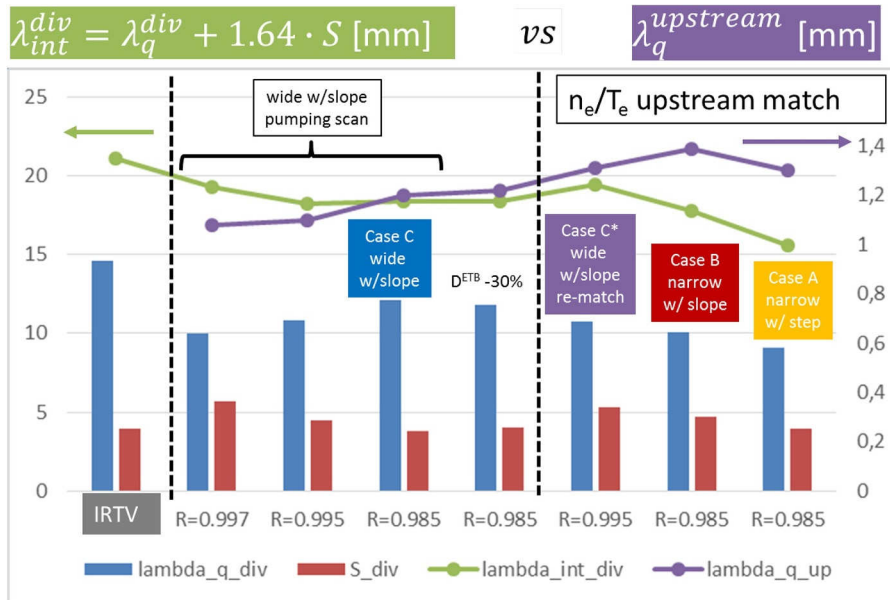 λ_int^div = λ_q^div + 1.64 · S [mm] vs λ_q^upstream [mm]
wide w/slope
pumping scan
n_e/T_e upstream match
25
20
15
10
5
0
1,4
1,2
1
0,8
0,6
0,4
0,2
0
Case C
wide
w/slope
D^ETB -30%
Case C*
wide
w/slope
re-match
Case B
narrow
w/ slope
Case A
narrow
w/ step
IRTV R=0.997 R=0.995 R=0.985 R=0.985 R=0.995 R=0.985 R=0.985
lambda_q_div S_div lambda_int_div lambda_q_up